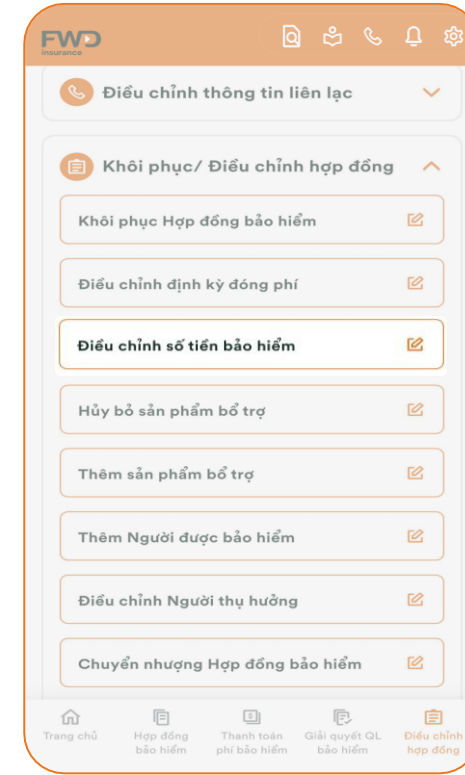 FWD
insurance
Điều chỉnh thông tin liên lạc
Khôi phục/ Điều chỉnh hợp đồng
Khôi phục Hợp đồng bảo hiểm
Điều chỉnh định kỳ đóng phí
Điều chỉnh số tiền bảo hiểm
Hủy bỏ sản phẩm bổ trợ
Thêm sản phẩm bổ trợ
Thêm Người được bảo hiểm
Điều chỉnh Người thụ hưởng
Chuyển nhượng Hợp đồng bảo hiểm
Trang chủ
Hợp đồng
bảo hiểm
Thanh toán
phí bảo hiểm
Giải quyết QL
bảo hiểm
Điều chỉnh
hợp đồng